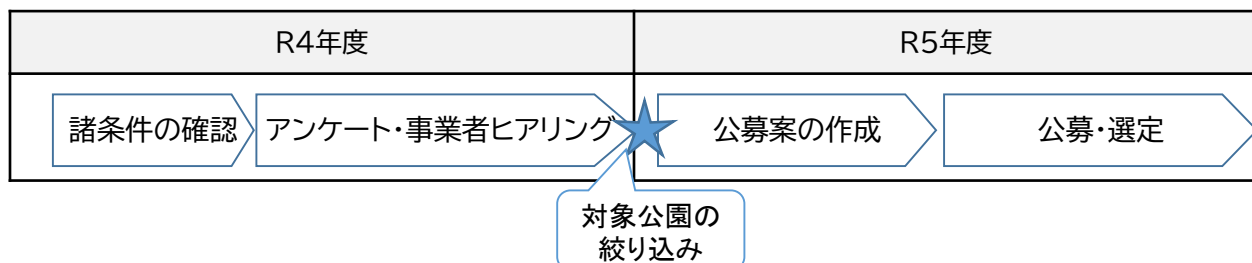 R4年度
R5年度
諸条件の確認
アンケート・事業者ヒアリング
公募案の作成
公募・選定
対象公園の
絞り込み